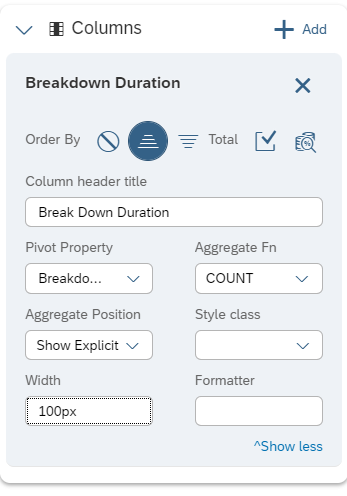 Columns
Add
Breakdown Duration
Order By
Total
Column header title
Break Down Duration
Pivot Property
Aggregate Fn
Breakdo...
COUNT
Aggregate Position
Style class
Show Explicit
Width
Formatter
100px
^Show less